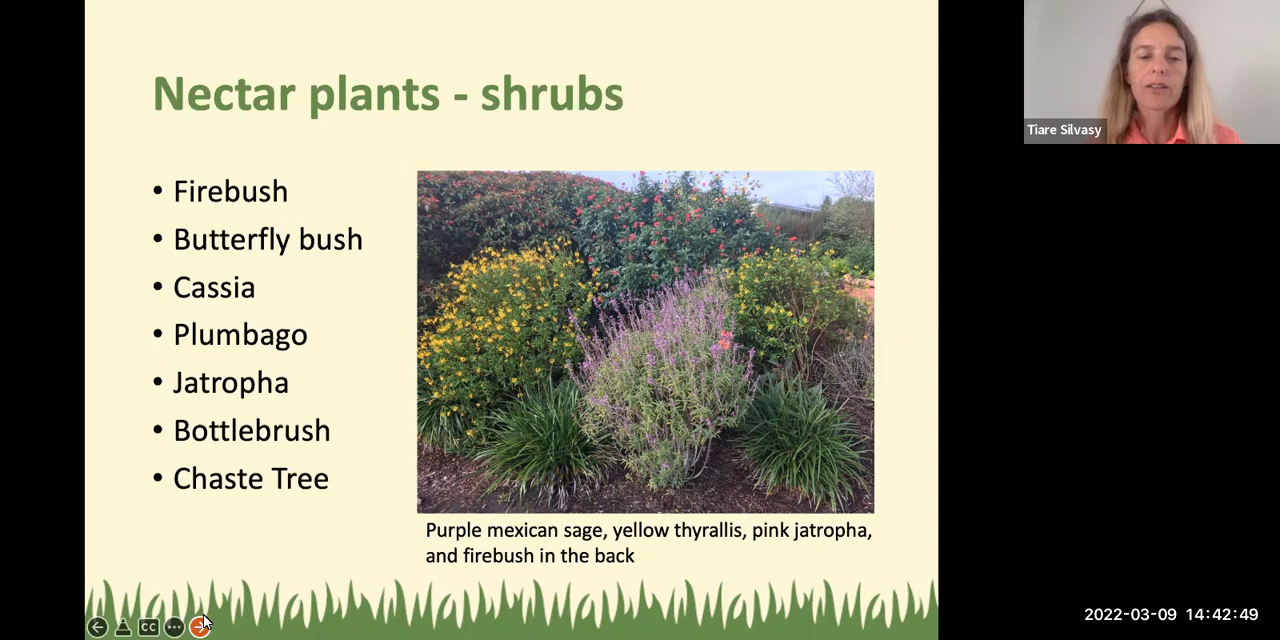 Nectar plants - shrubs
• Firebush
• Butterfly bush
• Cassia
• Plumbago
• Jatropha
• Bottlebrush
• Chaste Tree
Purple mexican sage, yellow thyrallis, pink jatropha,
and firebush in the back
Tiare Silvasy
CC
2022-03-09 14:42:49